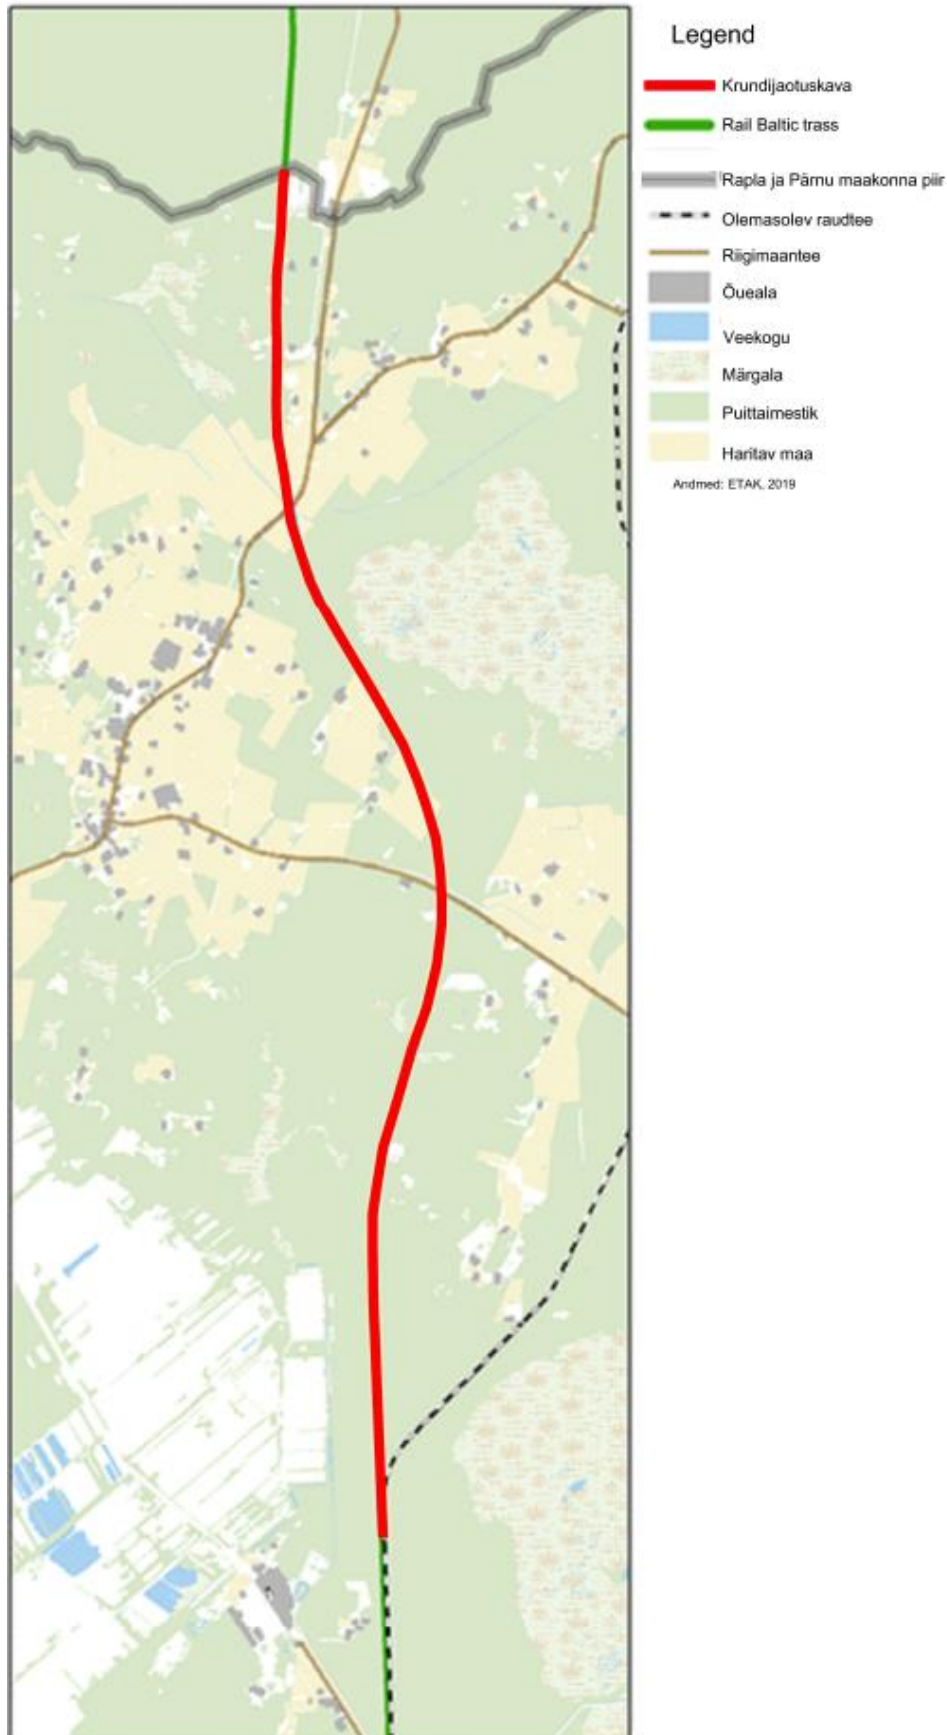 Legend
Krundijaotuskava
Rail Baltic trass
Rapla ja Pärnu maakonna piir
Olemasolev raudtee
Riigimaantee
Õueala
Veekogu
Märgala
Puittaimestik
Haritav maa
Andmed: ETAK, 2019